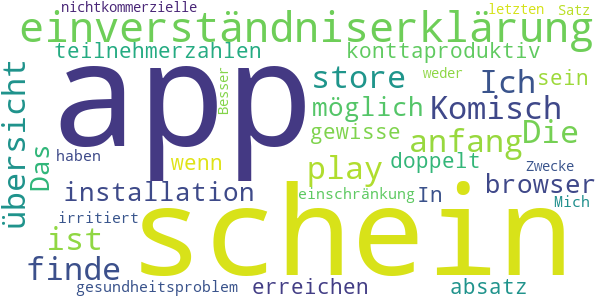 nichtkommerzielle
letzten Satz
einverständniserklärung
teilnehmerzahlen
konttaproduktiv
app
store
Besser
weder
sein
Ich
übersicht
möglich
Komisch
gewisse
anfang
Die
Das
haben
wenn
play
doppelt
Zwecke
installation
schein
einschränkung
In
browser
Mich
irritiert
ist
finde
gesundheitsproblem
erreichen
absatz